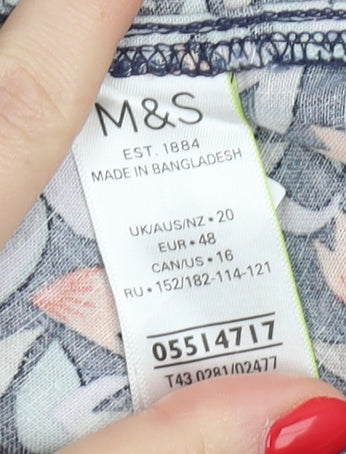 M&S
EST. 1884
MADE IN BANGLADESH
UK/AUS/NZ • 20
EUR • 48
CAN/US • 16
RU • 152/182-114-121
05514717
T43 0281/02477